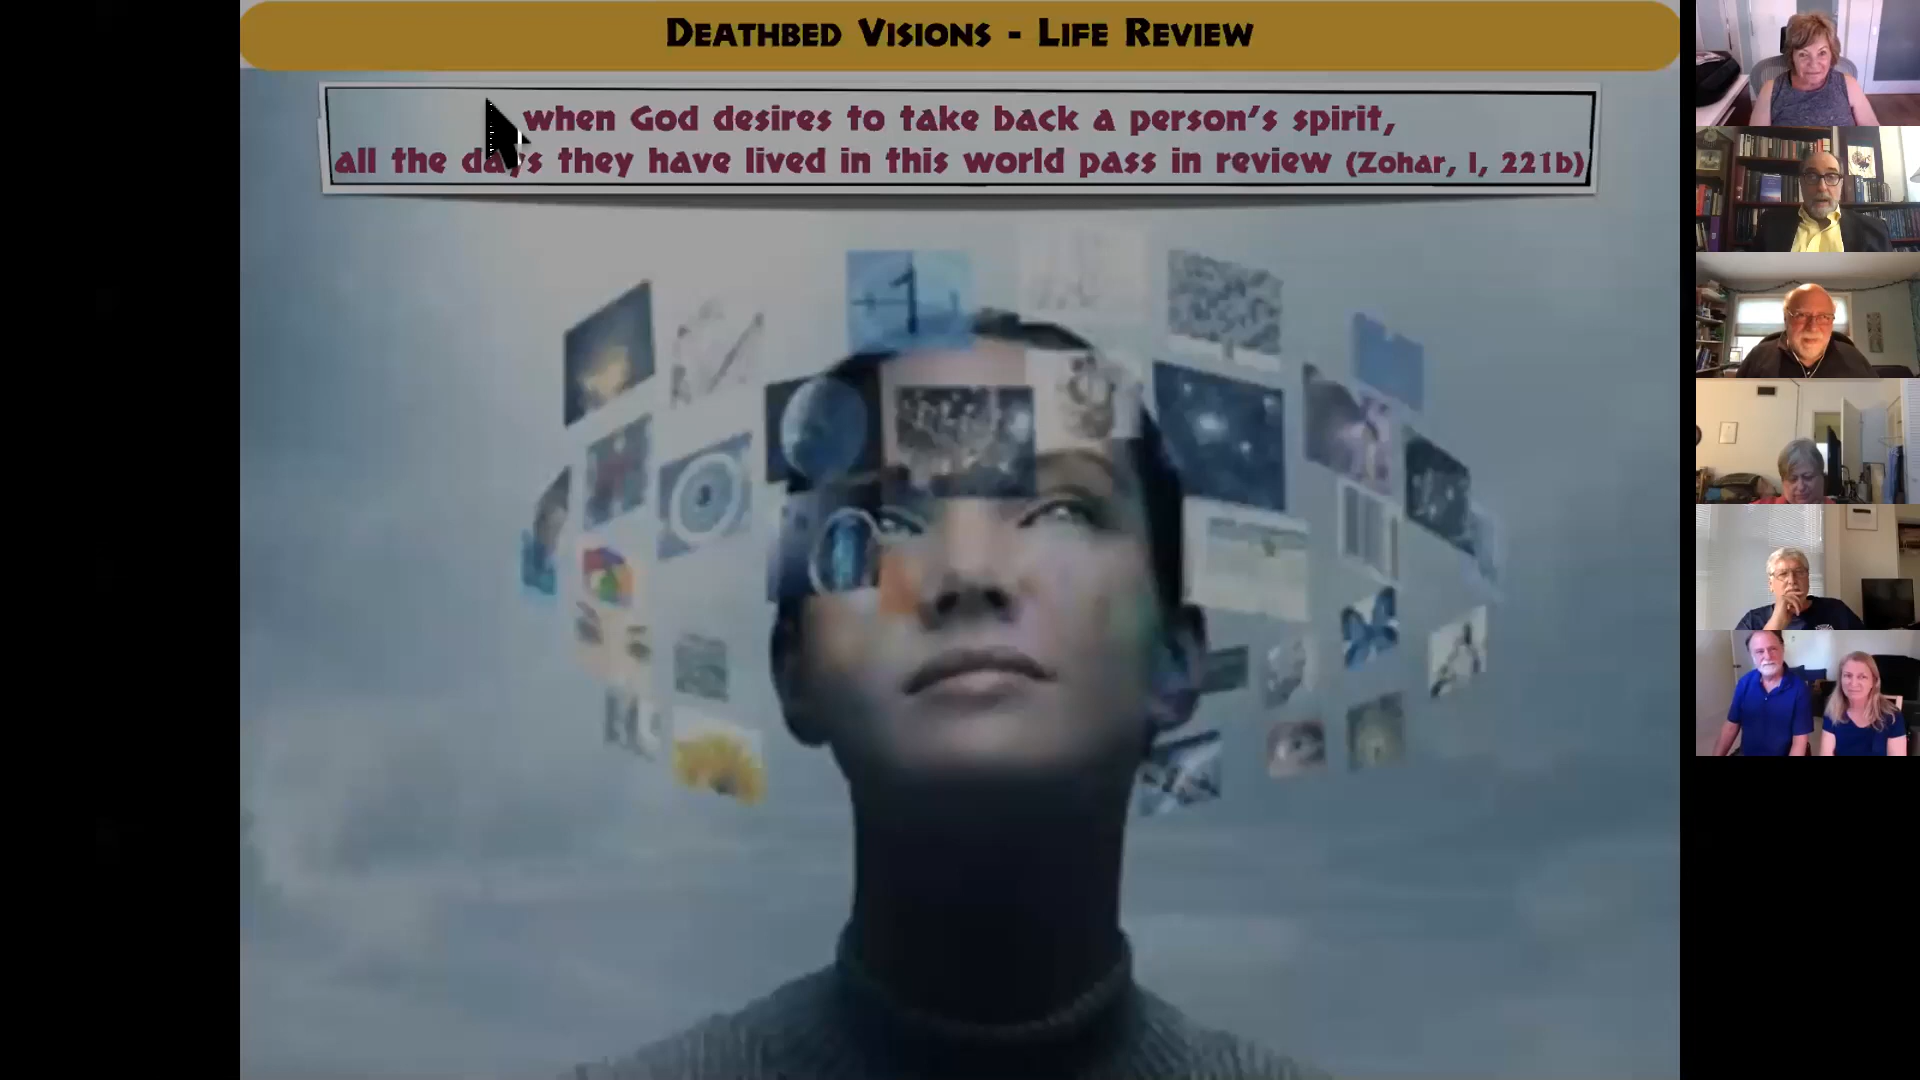 Deathbed Visions - Life Review
when God desires to take back a person's spirit,
all the days they have lived in this world pass in review (Zohar, I, 221b)
1